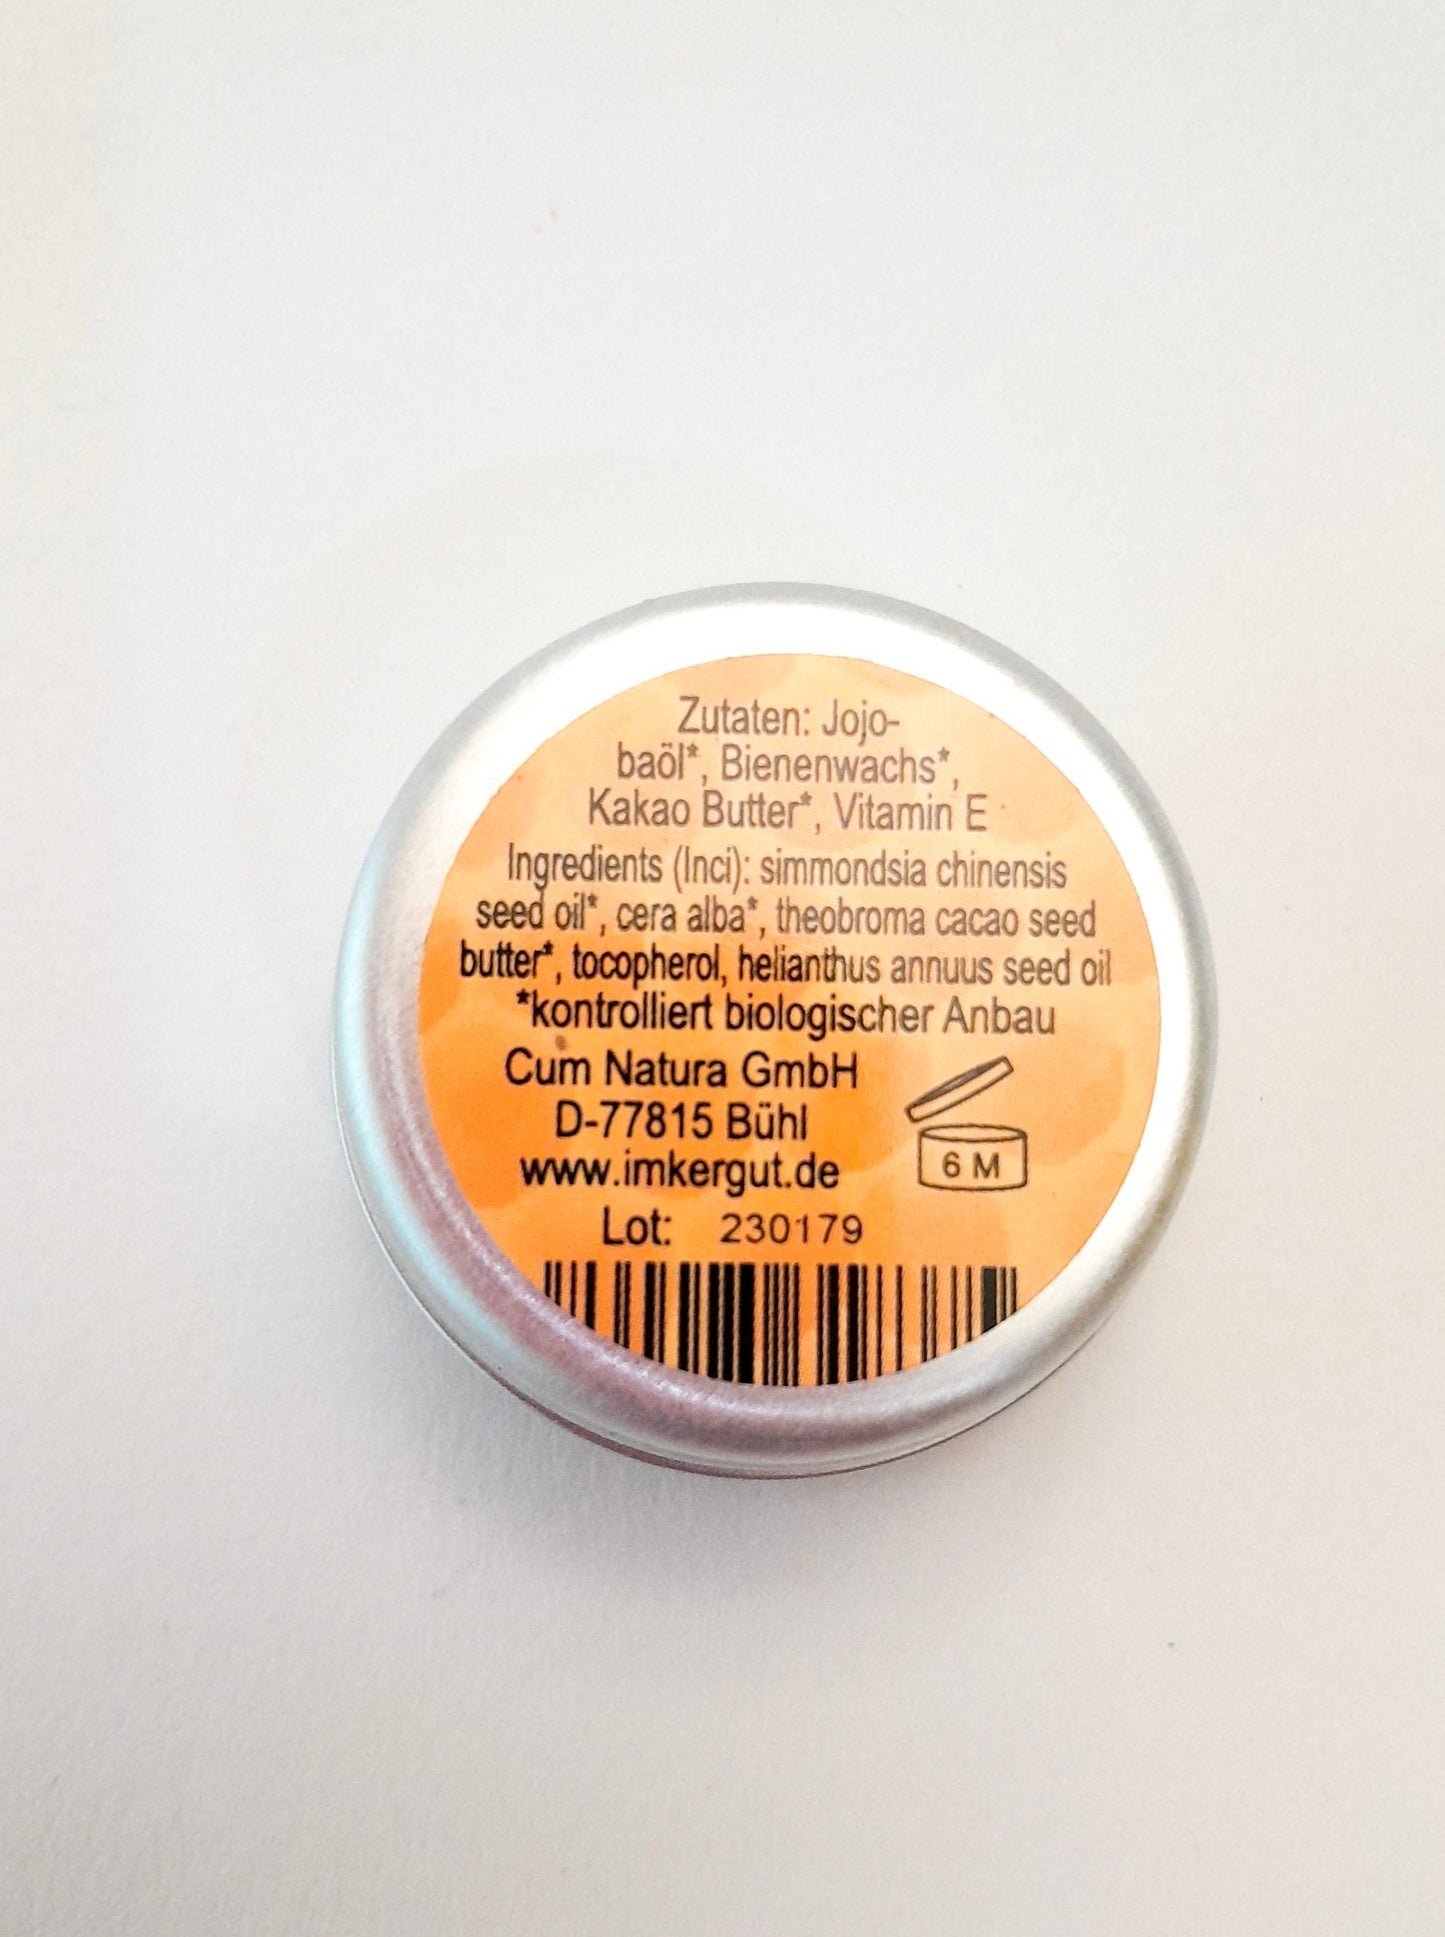 Zutaten: Jojo-
baöl*, Bienenwachs*,
Kakao Butter*, Vitamin E
Ingredients (Inci): simmondsia chinensis
seed oil*, cera alba*, theobroma cacao seed
butter*, tocopherol, helianthus annuus seed oil
*kontrolliert biologischer Anbau
Cum Natura GmbH
D-77815 Bühl
www.imkergut.de
6 M
Lot: 230179